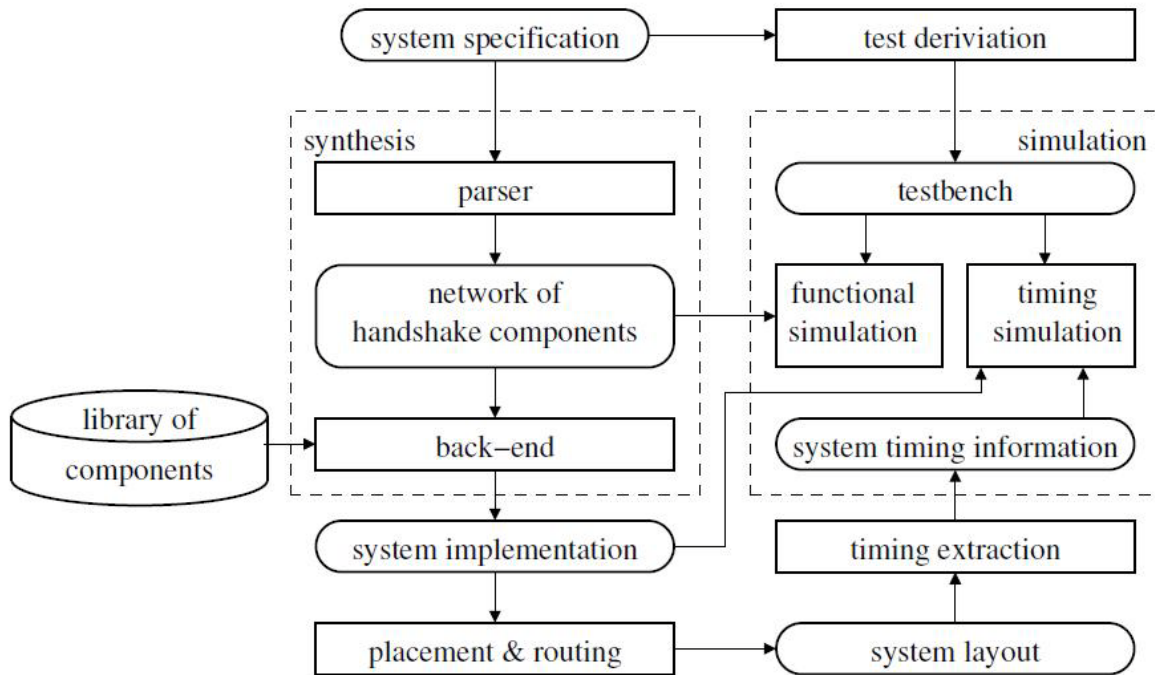 system specification
test deriviation
synthesis
simulation
parser
testbench
network of
handshake components
functional
simulation
timing
simulation
library of
components
back–end
system timing information
system implementation
timing extraction
placement & routing
system layout